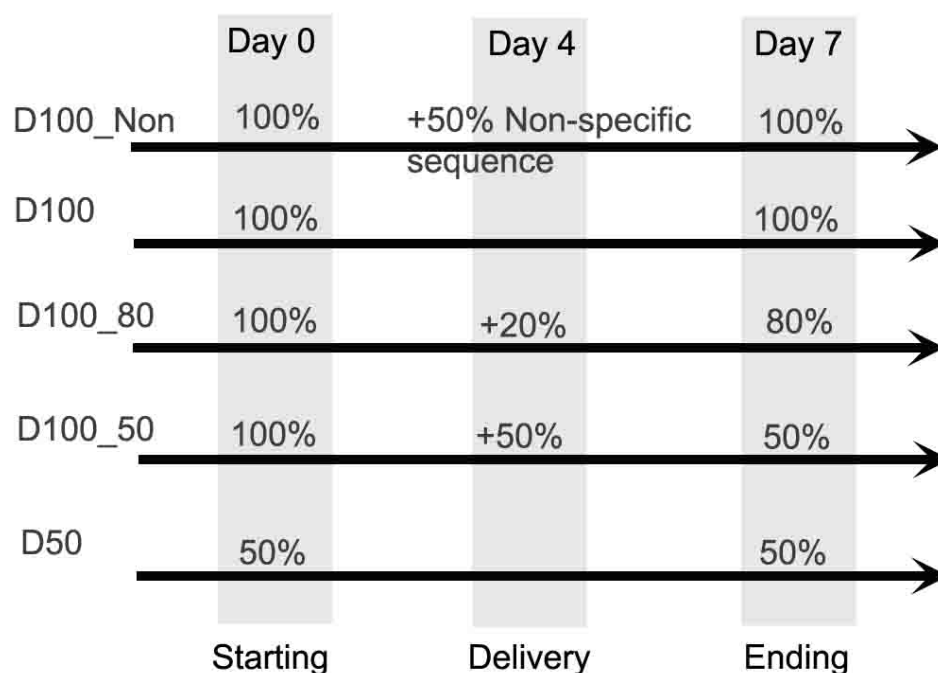 Day 0 Day 4 Day 7
D100_Non 100% +50% Non-specific 100%
sequence
D100 100% 100%
D100_80 100% +20% 80%
D100_50 100% +50% 50%
D50 50% 50%
Starting Delivery Ending